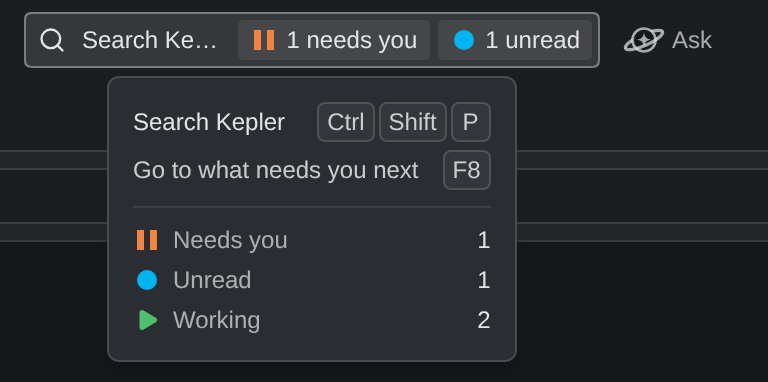 Search Ke… 1 needs you 1 unread Ask
Search Kepler Ctrl Shift P
Go to what needs you next F8
Needs you 1
Unread 1
Working 2